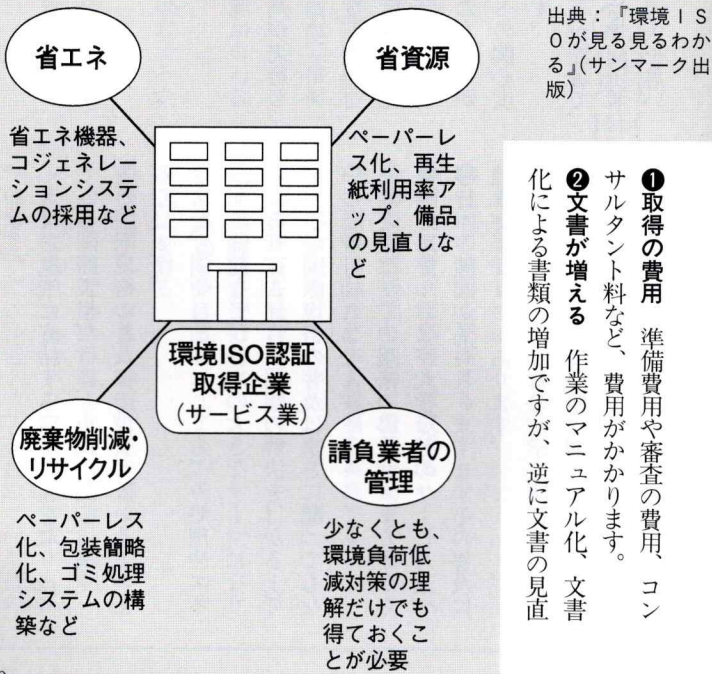 省エネ
省エネ機器、
コジェネレー
ションシステ
ムの採用など
省資源
ペーパーレ
ス化、再生
紙利用率ア
ップ、備品
の見直しな
ど
環境ISO認証
取得企業
(サービス業)
廃棄物削減・
リサイクル
ペーパーレス
化、包装簡略
化、ゴミ処理
システムの構
築など
請負業者の
管理
少なくとも、
環境負荷低
減対策の理
解だけでも
得ておくこ
とが必要
出典：『環境ＩＳ
Ｏが見る見るわか
る』(サンマーク出
版)
❶取得の費用　準備費用や審査の費用、コン
サルタント料など、費用がかかります。
❷文書が増える　作業のマニュアル化、文書
化による書類の増加ですが、逆に文書の見直